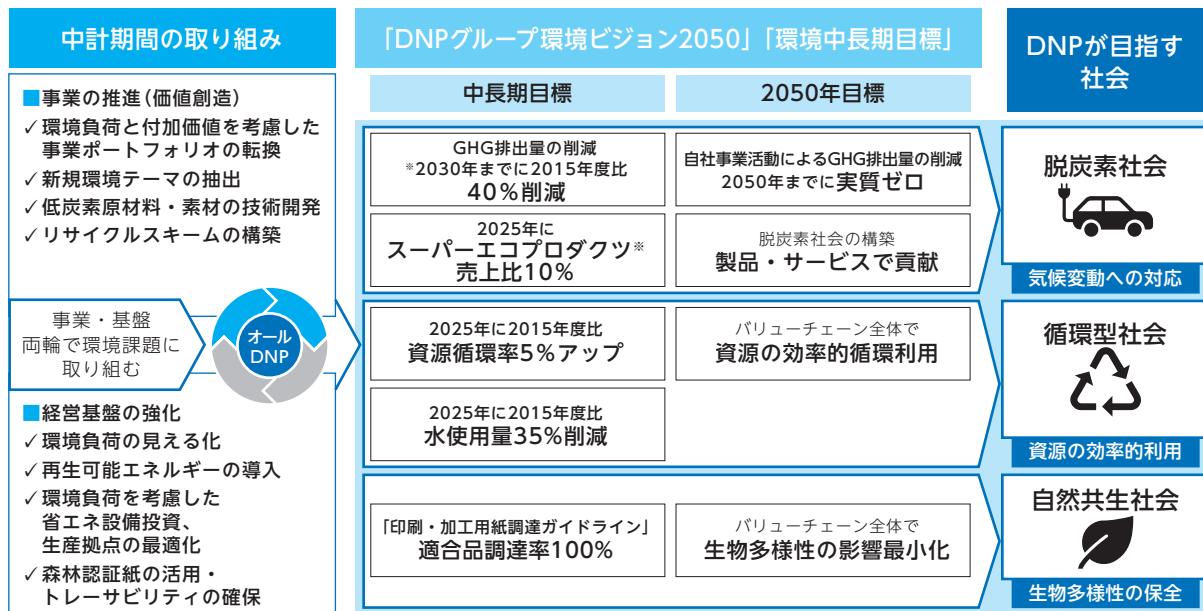 中計期間の取り組み
■事業の推進(価値創造)
✓環境負荷と付加価値を考慮した
事業ポートフォリオの転換
✓新規環境テーマの抽出
✓低炭素原材料・素材の技術開発
✓リサイクルスキームの構築
事業・基盤
両輪で環境課題に
取り組む
オール
DNP
■経営基盤の強化
✓環境負荷の見える化
✓再生可能エネルギーの導入
✓環境負荷を考慮した
省エネ設備投資、
生産拠点の最適化
✓森林認証紙の活用・
トレーサビリティの確保
「DNPグループ環境ビジョン2050」「環境中長期目標」
中長期目標
2050年目標
GHG排出量の削減
※2030年までに2015年度比
40%削減
自社事業活動によるGHG排出量の削減
2050年までに実質ゼロ
2025年に
スーパーエコプロダクツ※
売上比10%
脱炭素社会の構築
製品・サービスで貢献
2025年に2015年度比
資源循環率5%アップ
バリューチェーン全体で
資源の効率的循環利用
2025年に2015年度比
水使用量35%削減
「印刷・加工用紙調達ガイドライン」
適合品調達率100%
バリューチェーン全体で
生物多様性の影響最小化
DNPが目指す
社会
脱炭素社会
気候変動への対応
循環型社会
資源の効率的利用
自然共生社会
生物多様性の保全